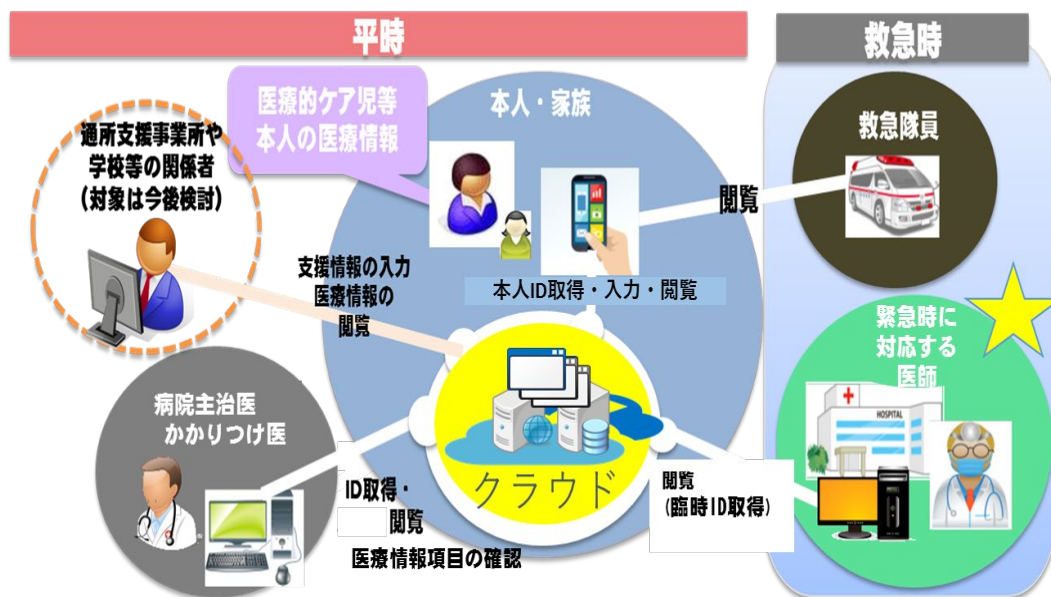 平時
救急時
医療的ケア児等
本人の医療情報
本人・家族
通所支援事業所や
学校等の関係者
(対象は今後検討)
救急隊員
閲覧
支援情報の入力
医療情報の
閲覧
本人ID取得・入力・閲覧
緊急時に
対応する
医師
HOSPITAL
病院主治医
かかりつけ医
クラウド
ID取得・
閲覧
医療情報項目の確認
閲覧
(臨時ID取得)